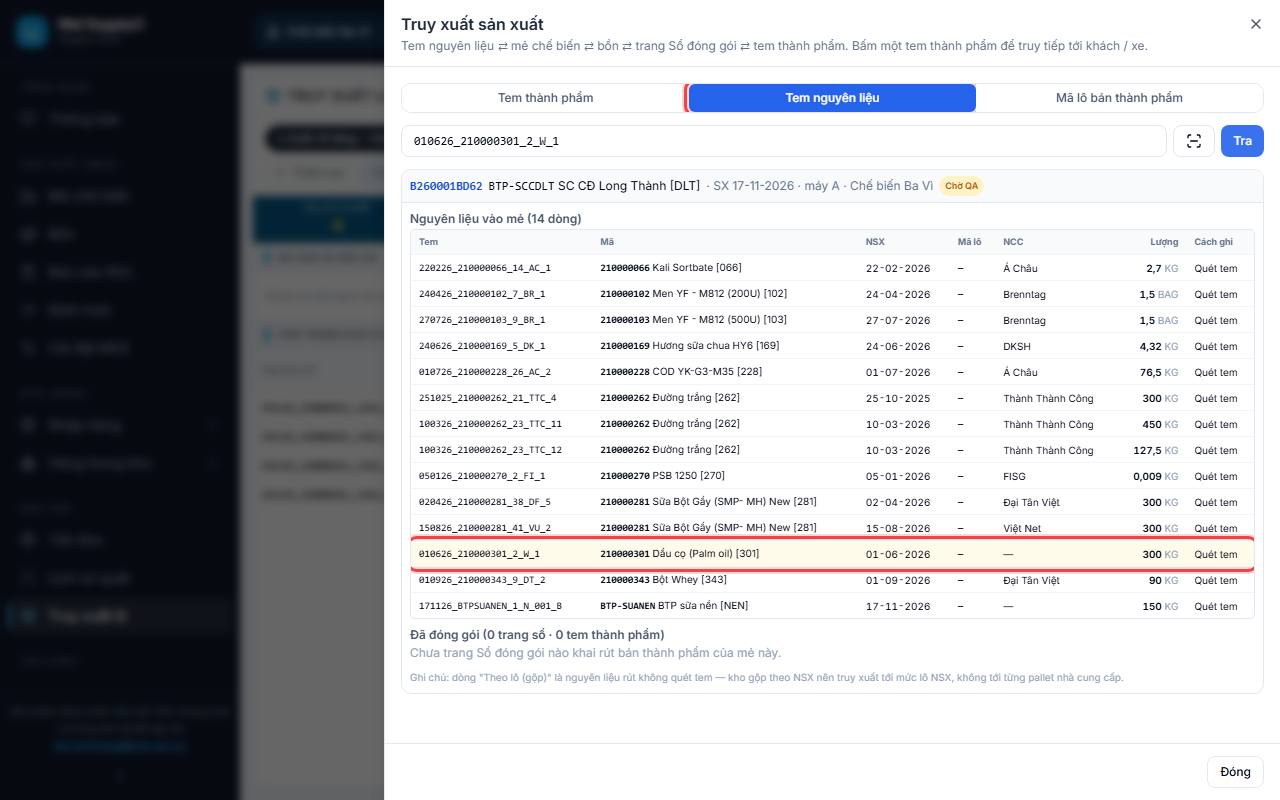 Truy xuất sản xuất
Tem nguyên liệu ⇄ mẻ chế biến ⇄ bồn ⇄ trang Sổ đóng gói ⇄ tem thành phẩm. Bấm một tem thành phẩm để truy tiếp tới khách / xe.
Tem thành phẩm Tem nguyên liệu Mã lô bán thành phẩm
010626_210000301_2_W_1 Tra
B260001BD62 BTP-SCCDLT SC CĐ Long Thành [DLT] · SX 17-11-2026 · máy A · Chế biến Ba Vì Chờ QA
Nguyên liệu vào mẻ (14 dòng)
Tem Mã NSX Mã lô NCC Lượng Cách ghi
220226_210000066_14_AC_1 210000066 Kali Sortbate [066] 22-02-2026 – Á Châu 2,7 KG Quét tem
240426_210000102_7_BR_1 210000102 Men YF - M812 (200U) [102] 24-04-2026 – Brenntag 1,5 BAG Quét tem
270726_210000103_9_BR_1 210000103 Men YF - M812 (500U) [103] 27-07-2026 – Brenntag 1,5 BAG Quét tem
240626_210000169_5_DK_1 210000169 Hương sữa chua HY6 [169] 24-06-2026 – DKSH 4,32 KG Quét tem
010726_210000228_26_AC_2 210000228 COD YK-G3-M35 [228] 01-07-2026 – Á Châu 76,5 KG Quét tem
251025_210000262_21_TTC_4 210000262 Đường trắng [262] 25-10-2025 – Thành Thành Công 300 KG Quét tem
100326_210000262_23_TTC_11 210000262 Đường trắng [262] 10-03-2026 – Thành Thành Công 450 KG Quét tem
100326_210000262_23_TTC_12 210000262 Đường trắng [262] 10-03-2026 – Thành Thành Công 127,5 KG Quét tem
050126_210000270_2_FI_1 210000270 PSB 1250 [270] 05-01-2026 – FISG 0,009 KG Quét tem
020426_210000281_38_DF_5 210000281 Sữa Bột Gầy (SMP- MH) New [281] 02-04-2026 – Đại Tân Việt 300 KG Quét tem
150826_210000281_41_VU_2 210000281 Sữa Bột Gầy (SMP- MH) New [281] 15-08-2026 – Việt Net 300 KG Quét tem
010626_210000301_2_W_1 210000301 Dầu cọ (Palm oil) [301] 01-06-2026 – — 300 KG Quét tem
010926_210000343_9_DT_2 210000343 Bột Whey [343] 01-09-2026 – Đại Tân Việt 90 KG Quét tem
171126_BTPSUANEN_1_N_001_B BTP-SUANEN BTP sữa nền [NEN] 17-11-2026 – — 150 KG Quét tem
Đã đóng gói (0 trang sổ · 0 tem thành phẩm)
Chưa trang Sổ đóng gói nào khai rút bán thành phẩm của mẻ này.
Ghi chú: dòng "Theo lô (gộp)" là nguyên liệu rút không quét tem — kho gộp theo NSX nên truy xuất tới mức lô NSX, không tới từng pallet nhà cung cấp.
Đóng